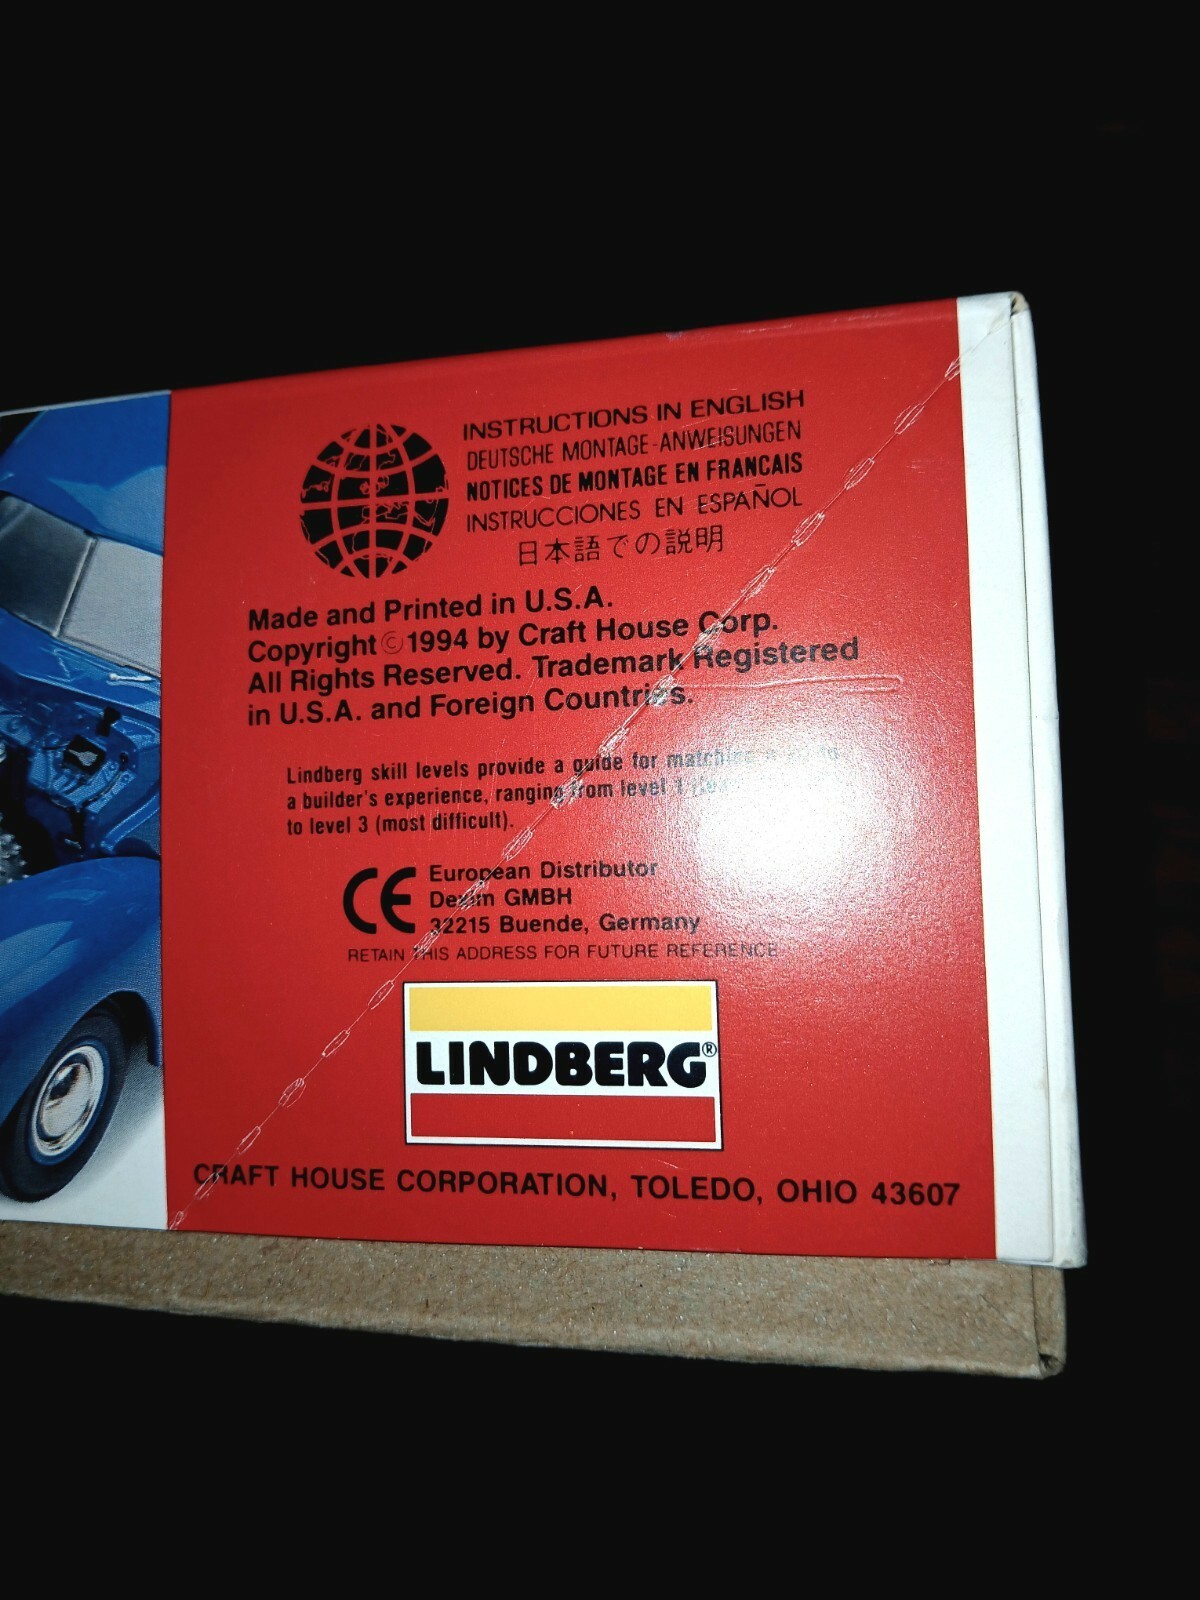 INSTRUCTIONS IN ENGLISH
DEUTSCHE MONTAGE-ANWEISUNGEN
NOTICES DE MONTAGE EN FRANCAIS
INSTRUCCIONES EN ESPAÑOL
日本語での説明
Made and Printed in U.S.A.
Copyright ©1994 by Craft House Corp.
All Rights Reserved. Trademark Registered
in U.S.A. and Foreign Countries.
Lindberg skill levels provide a guide for matching a kit to
a builder's experience, ranging from level 1
to level 3 (most difficult).
CE
European Distributor
GMBH
32215 Buende, Germany
RETAIN THIS ADDRESS FOR FUTURE REFERENCE
LINDBERG®
CRAFT HOUSE CORPORATION, TOLEDO, OHIO 43607